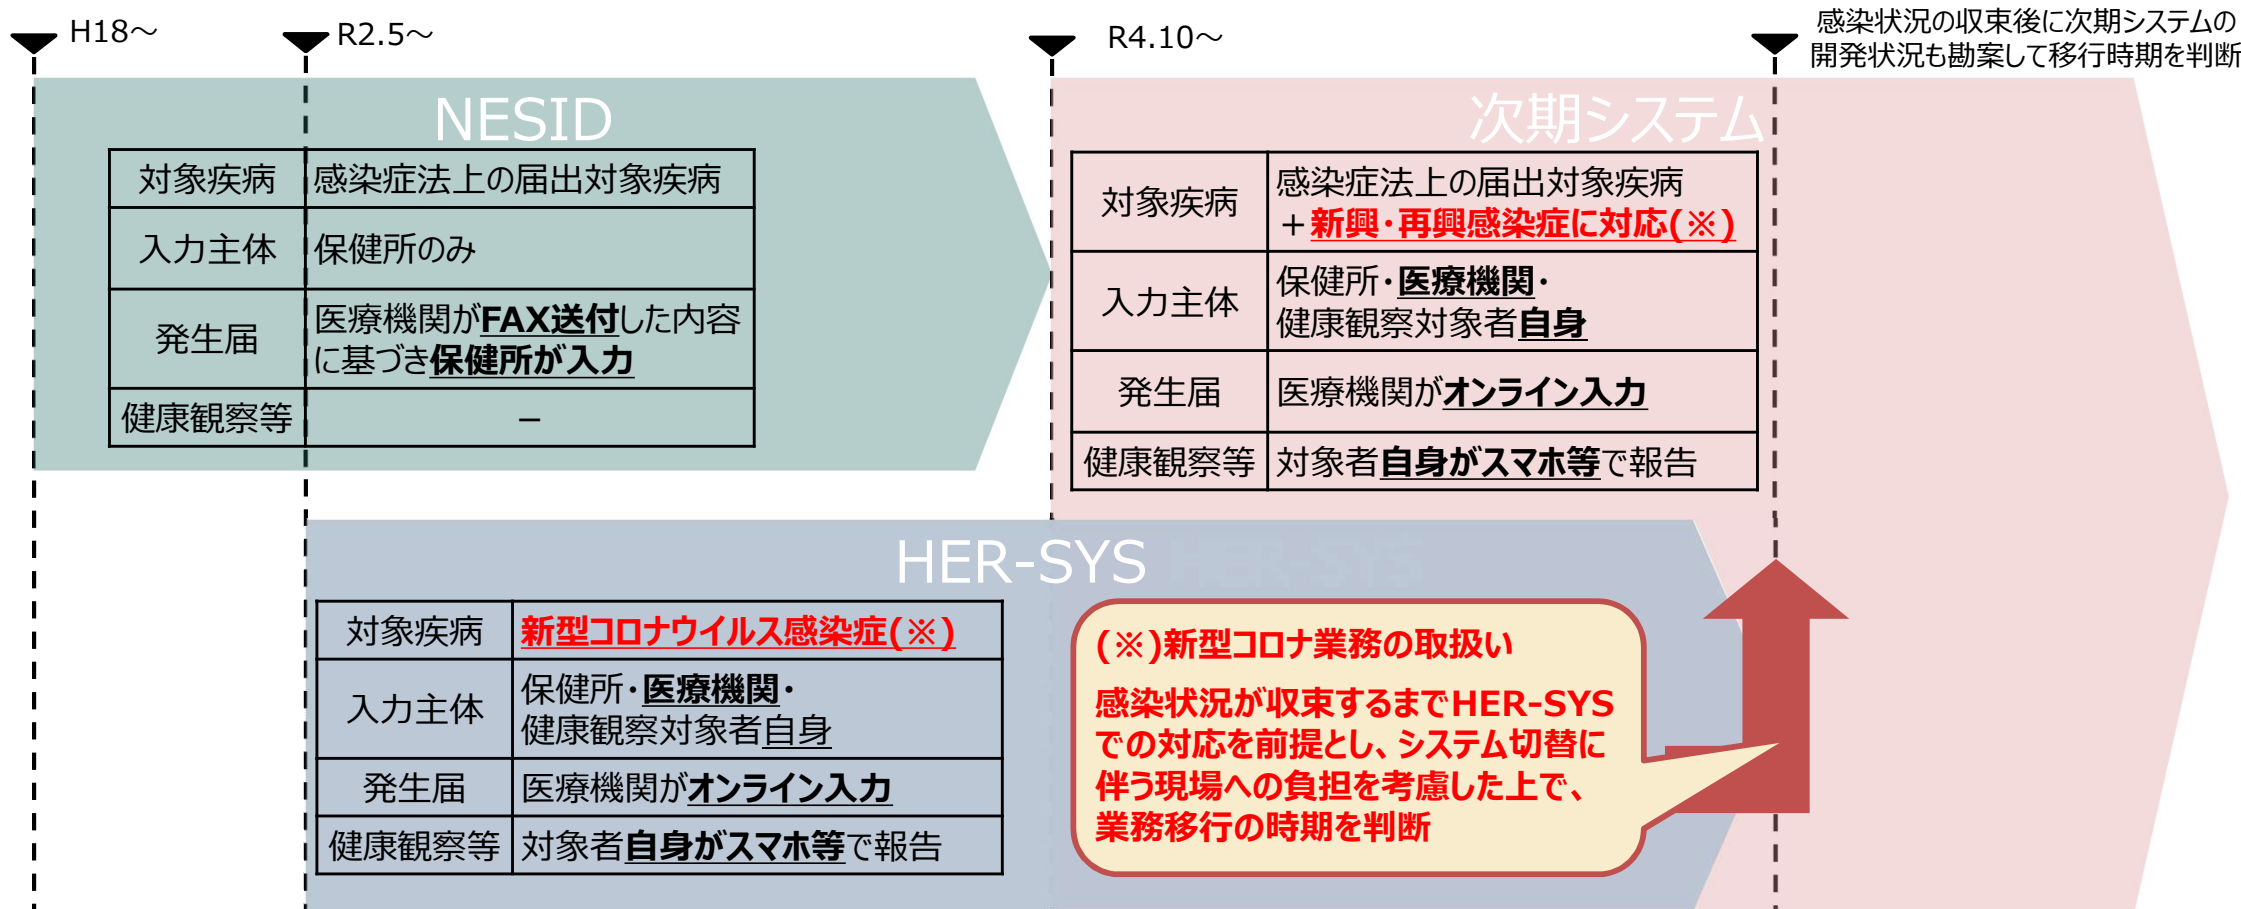 H18～
R2.5～
R4.10～
感染状況の収束後に次期システムの
開発状況も勘案して移行時期を判断
NESID
対象疾病 感染症法上の届出対象疾病
入力主体 保健所のみ
発生届 医療機関がFAX送付した内容
に基づき保健所が入力
健康観察等 －
次期システム
対象疾病 感染症法上の届出対象疾病
＋新興・再興感染症に対応(※)
入力主体 保健所・医療機関・
健康観察対象者自身
発生届 医療機関がオンライン入力
健康観察等 対象者自身がスマホ等で報告
HER-SYS HER-SYS
対象疾病 新型コロナウイルス感染症(※)
入力主体 保健所・医療機関・
健康観察対象者自身
発生届 医療機関がオンライン入力
健康観察等 対象者自身がスマホ等で報告
(※)新型コロナ業務の取扱い
感染状況が収束するまでHER-SYS
での対応を前提とし、システム切替に
伴う現場への負担を考慮した上で、
業務移行の時期を判断